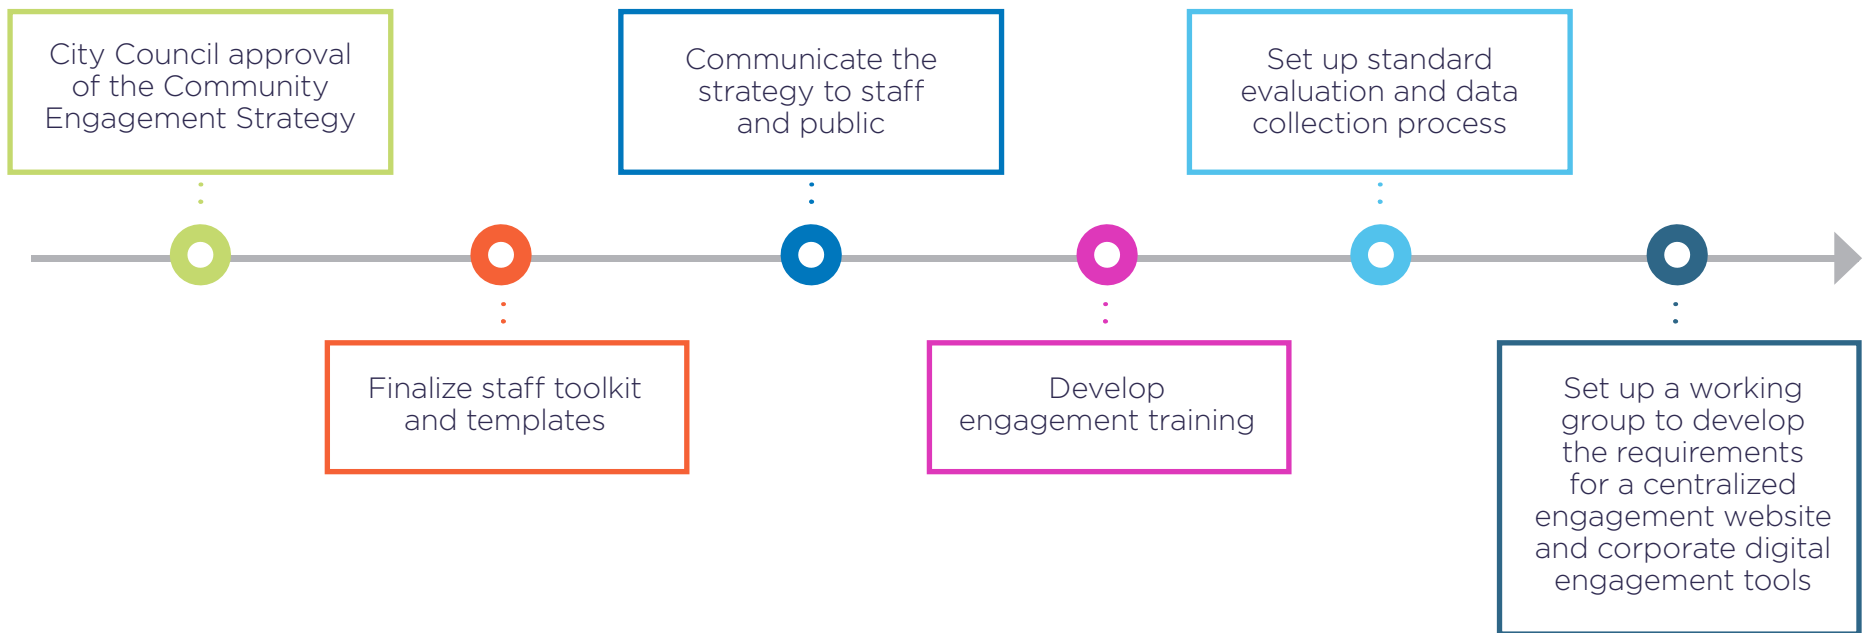 City Council approval
of the Community
Engagement Strategy
Finalize staff toolkit
and templates
Communicate the
strategy to staff
and public
Develop
engagement training
Set up standard
evaluation and data
collection process
Set up a working
group to develop
the requirements
for a centralized
engagement website
and corporate digital
engagement tools